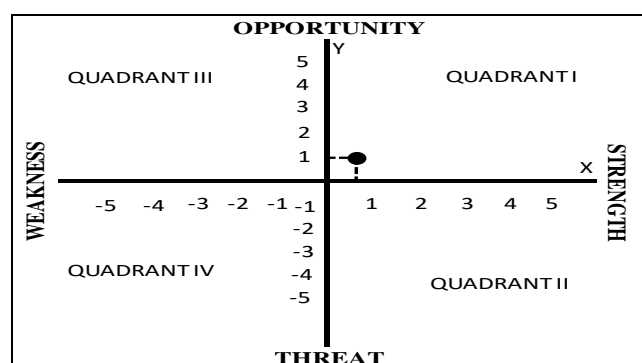 OPPORTUNITY
Y
QUADRANT III
QUADRANT I
5
4
3
2
1
WEAKNESS
STRENGTH
X
-5 -4 -3 -2 -1 -1 1 2 3 4 5
-2
-3
-4
-5
QUADRANT IV
QUADRANT II
THREAT